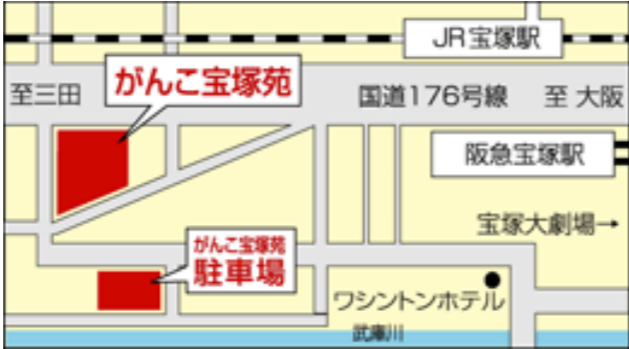 JR宝塚駅
がんこ宝塚苑
至三田
国道176号線
至 大阪
阪急宝塚駅
宝塚大劇場→
がんこ宝塚苑
駐車場
ワシントンホテル
武庫川